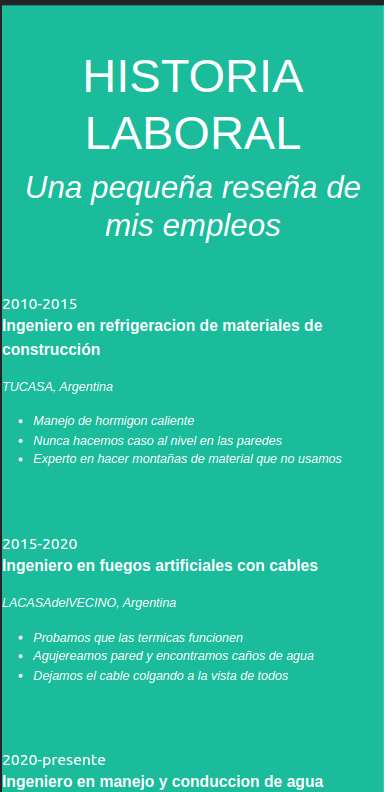 HISTORIA
LABORAL
Una pequeña reseña de
mis empleos
2010-2015
Ingeniero en refrigeracion de materiales de
construcción
TUCASA, Argentina
• Manejo de hormigon caliente
• Nunca hacemos caso al nivel en las paredes
• Experto en hacer montañas de material que no usamos
2015-2020
Ingeniero en fuegos artificiales con cables
LACASAdelVECINO, Argentina
• Probamos que las termicas funcionen
• Agujereamos pared y encontramos caños de agua
• Dejamos el cable colgando a la vista de todos
2020-presente
Ingeniero en manejo y conduccion de agua